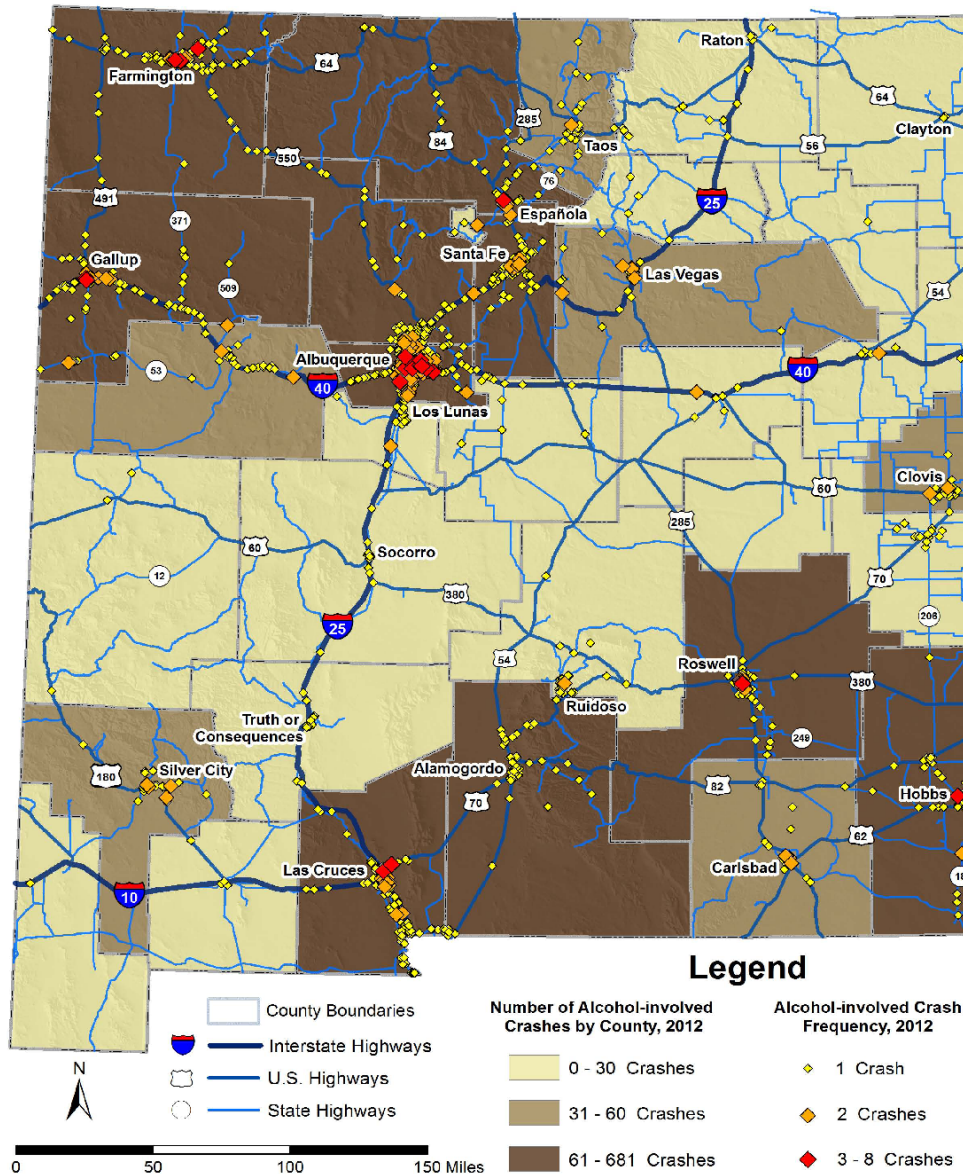 Raton
Farmington
64
64
285
Clayton
84
Taos
56
550
76
491
25
371
Española
Gallup
Santa Fe
Las Vegas
509
54
Albuquerque
53
40
40
Los Lunas
Clovis
60
285
Socorro
60
12
380
70
25
206
54
Roswell
380
Ruidoso
Truth or
Consequences
249
Silver City
Alamogordo
180
82
Hobbs
70
62
Las Cruces
Carlsbad
18
10
Legend
County Boundaries
Interstate Highways
U.S. Highways
State Highways
N
0 50 100 150 Miles
Number of Alcohol-involved
Crashes by County, 2012
0 - 30 Crashes
31 - 60 Crashes
61 - 681 Crashes
Alcohol-involved Crash
Frequency, 2012
1 Crash
2 Crashes
3 - 8 Crashes